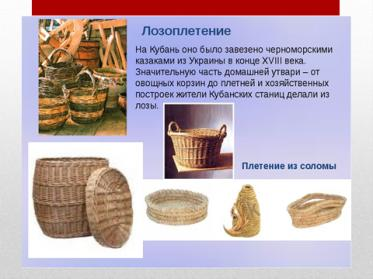 Лозоплетение
На Кубань оно было завезено черноморскими
казаками из Украины в конце XVIII века.
Значительную часть домашней утвари – от
овощных корзин до плетней и хозяйственных
построек жители Кубанских станиц делали из
лозы.
Плетение из соломы